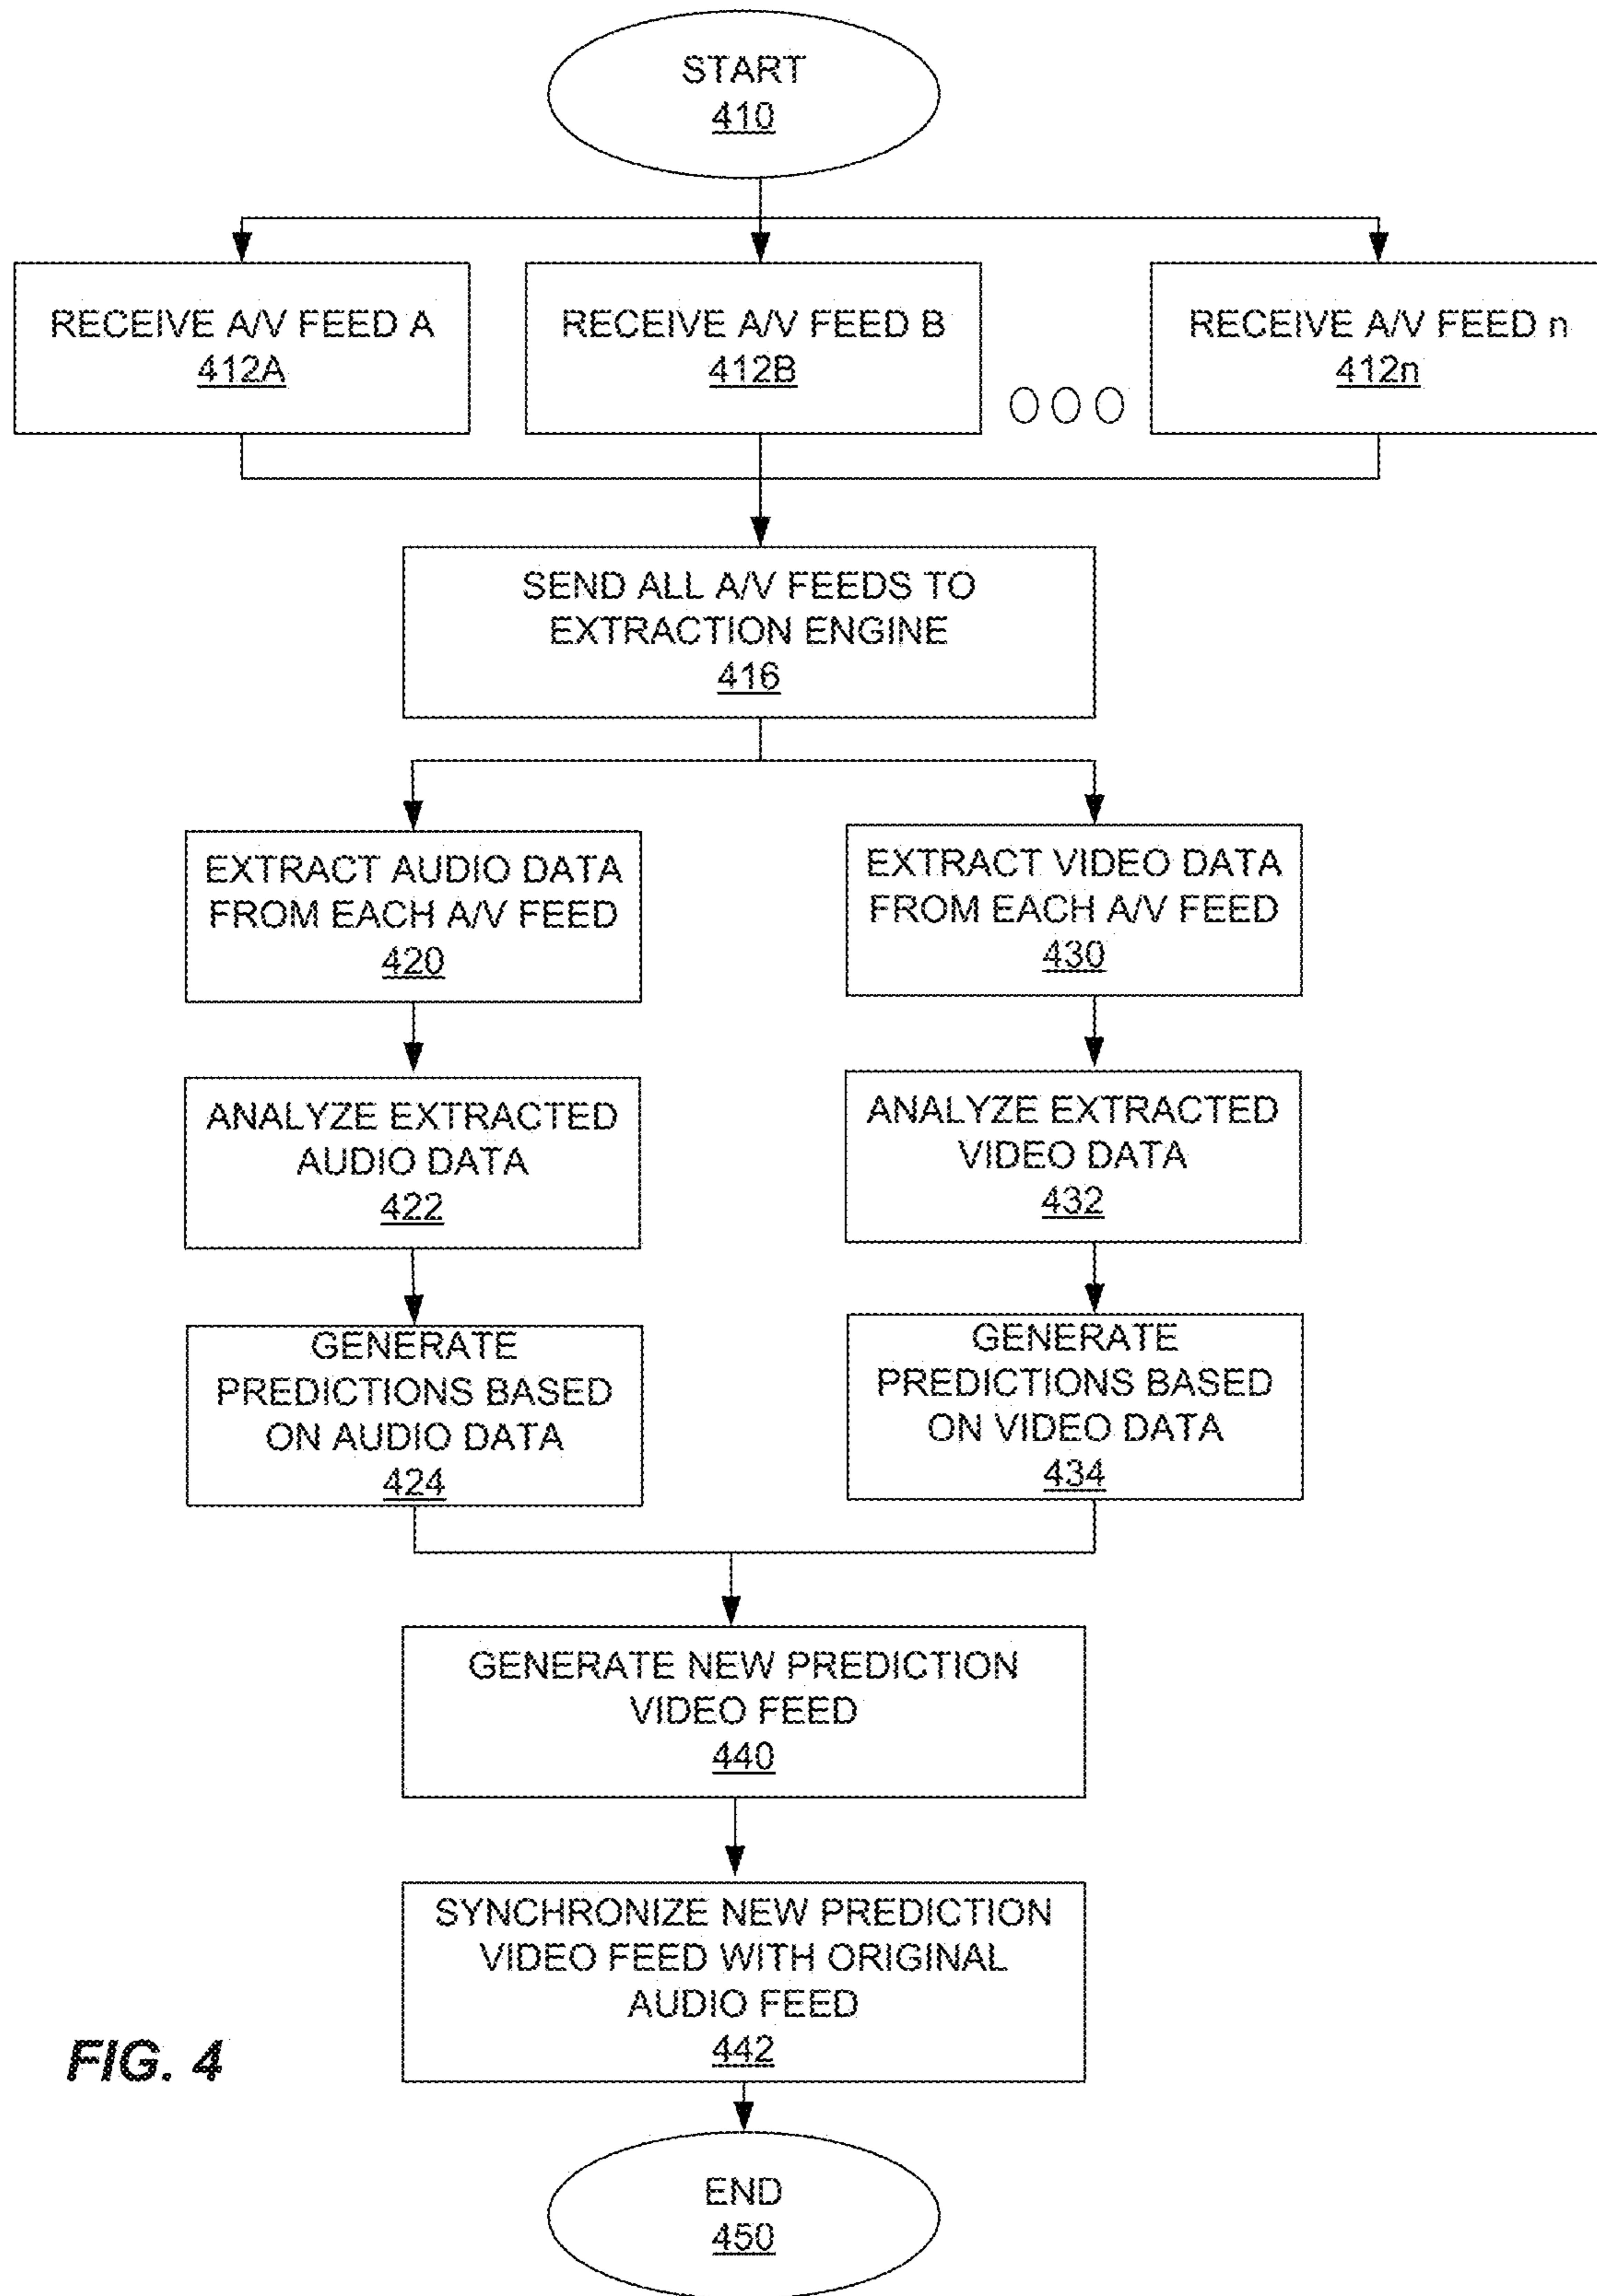 START
410
RECEIVE A/V FEED A
412A
RECEIVE A/V FEED B
412B
RECEIVE A/V FEED n
412n
SEND ALL A/V FEEDS TO
EXTRACTION ENGINE
416
EXTRACT AUDIO DATA
FROM EACH A/V FEED
420
EXTRACT VIDEO DATA
FROM EACH A/V FEED
430
ANALYZE EXTRACTED
AUDIO DATA
422
ANALYZE EXTRACTED
VIDEO DATA
432
GENERATE
PREDICTIONS BASED
ON AUDIO DATA
424
GENERATE
PREDICTIONS BASED
ON VIDEO DATA
434
GENERATE NEW PREDICTION
VIDEO FEED
440
SYNCHRONIZE NEW PREDICTION
VIDEO FEED WITH ORIGINAL
AUDIO FEED
442
FIG. 4
END
450